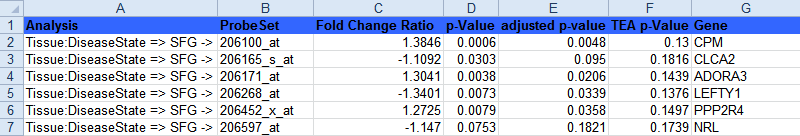 A B C D E F G
1 Analysis ProbeSet Fold Change Ratio p-Value adjusted p-value TEA p-Value Gene
2 Tissue:DiseaseState => SFG -> 206100_at 1.3846 0.0006 0.0048 0.13 CPM
3 Tissue:DiseaseState => SFG -> 206165_s_at -1.1092 0.0303 0.095 0.1816 CLCA2
4 Tissue:DiseaseState => SFG -> 206171_at 1.3041 0.0038 0.0206 0.1439 ADORA3
5 Tissue:DiseaseState => SFG -> 206268_at -1.3401 0.0073 0.0339 0.1376 LEFTY1
6 Tissue:DiseaseState => SFG -> 206452_x_at 1.2725 0.0079 0.0358 0.1497 PPP2R4
7 Tissue:DiseaseState => SFG -> 206597_at -1.147 0.0753 0.1821 0.1739 NRL